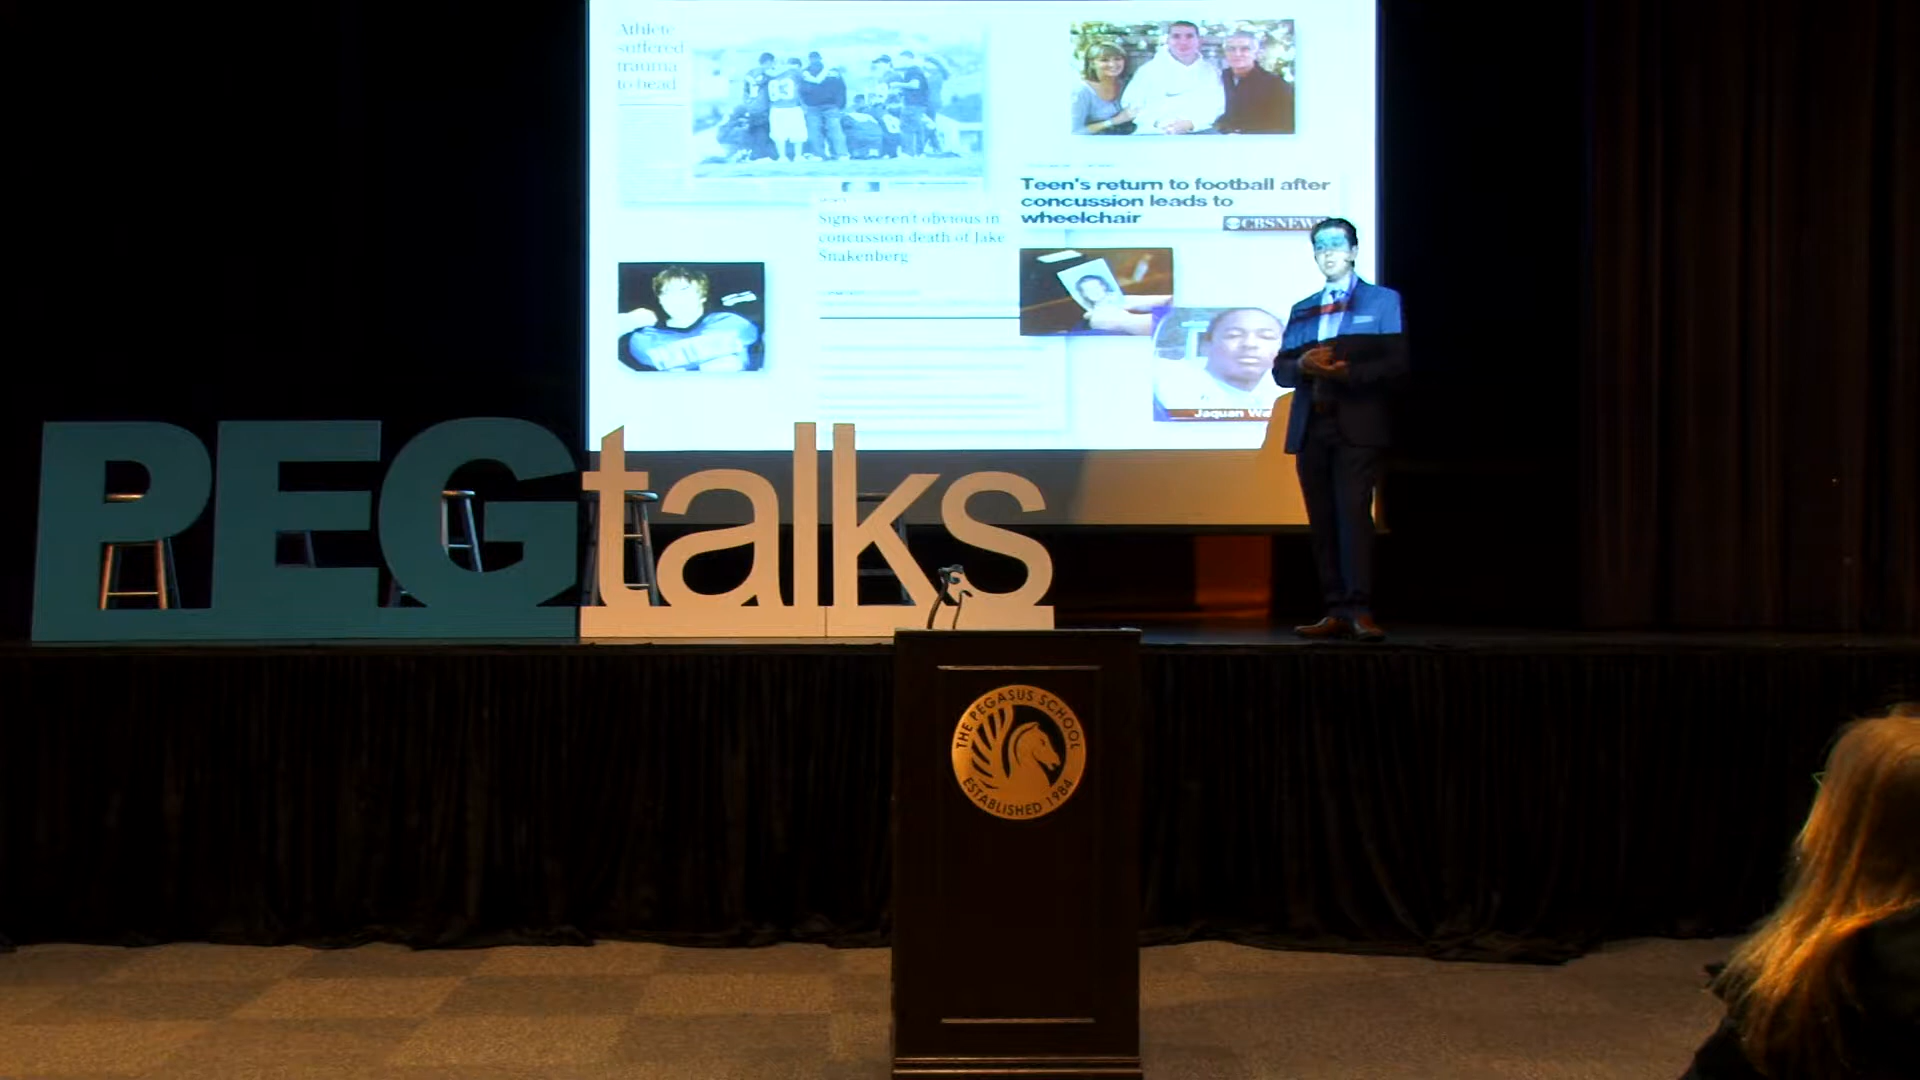 Athlete
suffered
trauma
to head
Teen's return to football after
concussion leads to
wheelchair
CBSNEWS
Signs weren't obvious in
concussion death of Jake
Snakenberg
Jaquan
PEGtalks
THE PEGASUS SCHOOL
ESTABLISHED 1984